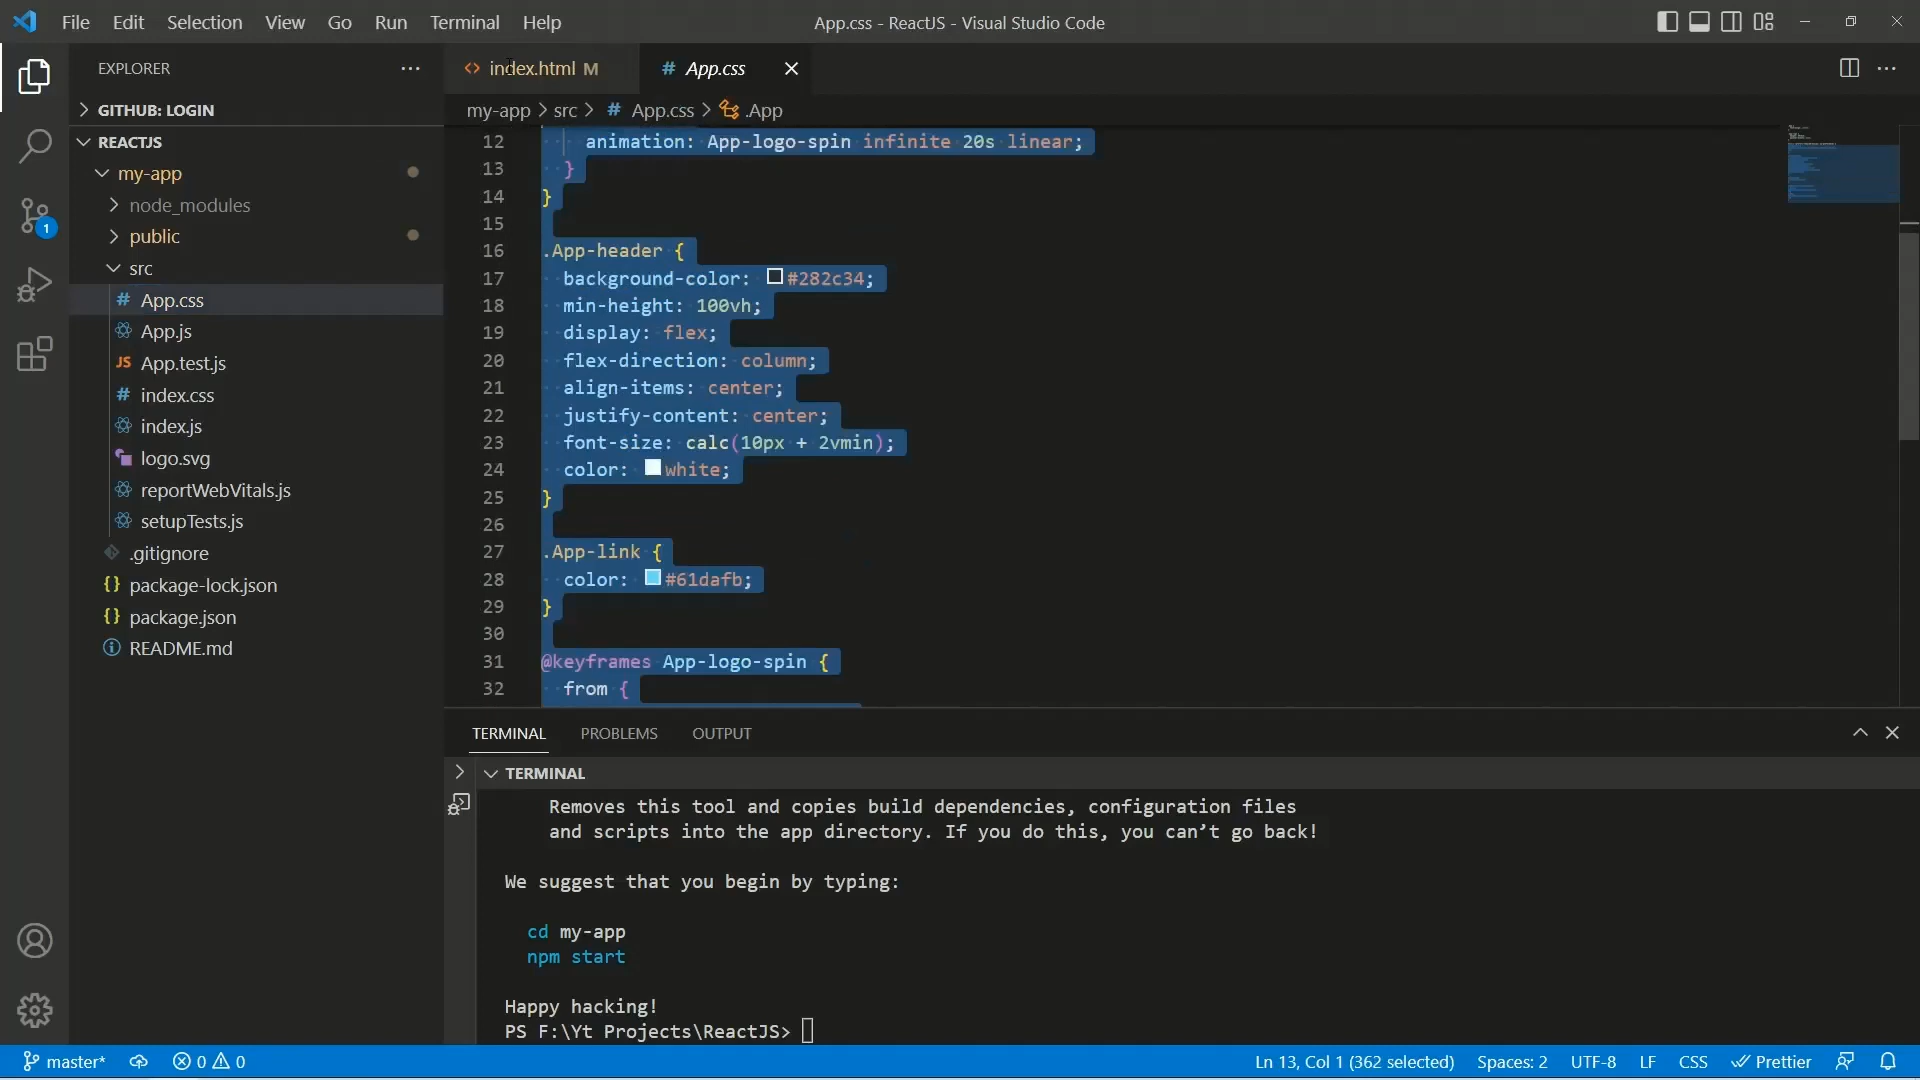 File Edit Selection View Go Run Terminal Help
App.css - ReactJS - Visual Studio Code
EXPLORER
GITHUB: LOGIN
REACTJS
my-app
node_modules
public
src
# App.css
App.js
JS App.test.js
# index.css
index.js
logo.svg
reportWebVitals.js
setupTests.js
.gitignore
{} package-lock.json
{} package.json
README.md
1
<> index.html M
# App.css
my-app > src > # App.css > .App
12 animation: App-logo-spin infinite 20s linear;
13 }
14 }
15
16 .App-header {
17 background-color: #282c34;
18 min-height: 100vh;
19 display: flex;
20 flex-direction: column;
21 align-items: center;
22 justify-content: center;
23 font-size: calc(10px + 2vmin);
24 color: white;
25 }
26
27 .App-link {
28 color: #61dafb;
29 }
30
31 @keyframes App-logo-spin {
32 from {
TERMINAL PROBLEMS OUTPUT
TERMINAL
Removes this tool and copies build dependencies, configuration files
and scripts into the app directory. If you do this, you can’t go back!
We suggest that you begin by typing:
cd my-app
npm start
Happy hacking!
PS F:\Yt Projects\ReactJS>
master* 0 0 Ln 13, Col 1 (362 selected) Spaces: 2 UTF-8 LF CSS Prettier